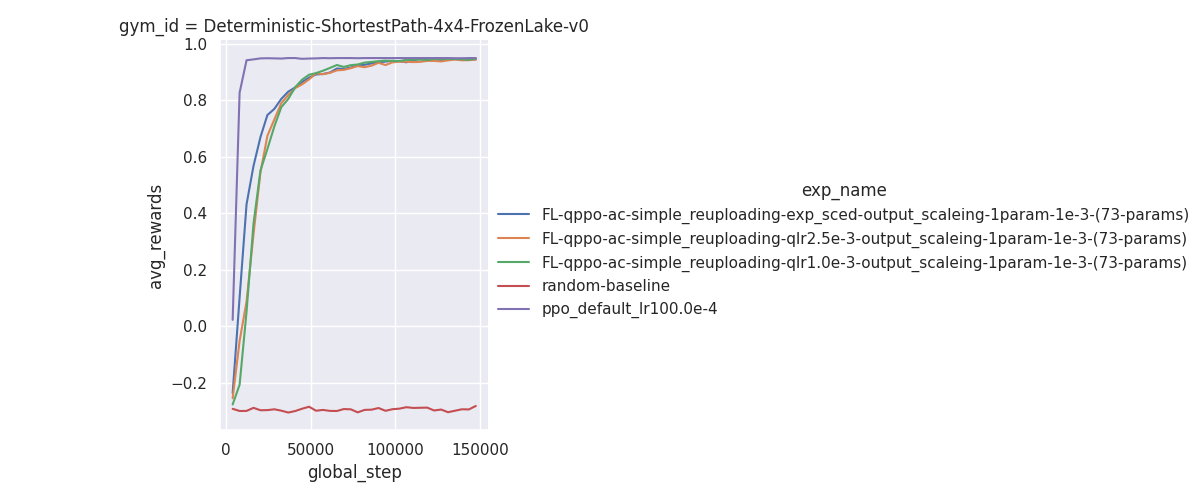 gym_id = Deterministic-ShortestPath-4x4-FrozenLake-v0
1.0
0.8
0.6
0.4
0.2
0.0
−0.2
avg_rewards
0 50000 100000 150000
global_step
exp_name
FL-qppo-ac-simple_reuploading-exp_sced-output_scaleing-1param-1e-3-(73-params)
FL-qppo-ac-simple_reuploading-qlr2.5e-3-output_scaleing-1param-1e-3-(73-params)
FL-qppo-ac-simple_reuploading-qlr1.0e-3-output_scaleing-1param-1e-3-(73-params)
random-baseline
ppo_default_lr100.0e-4